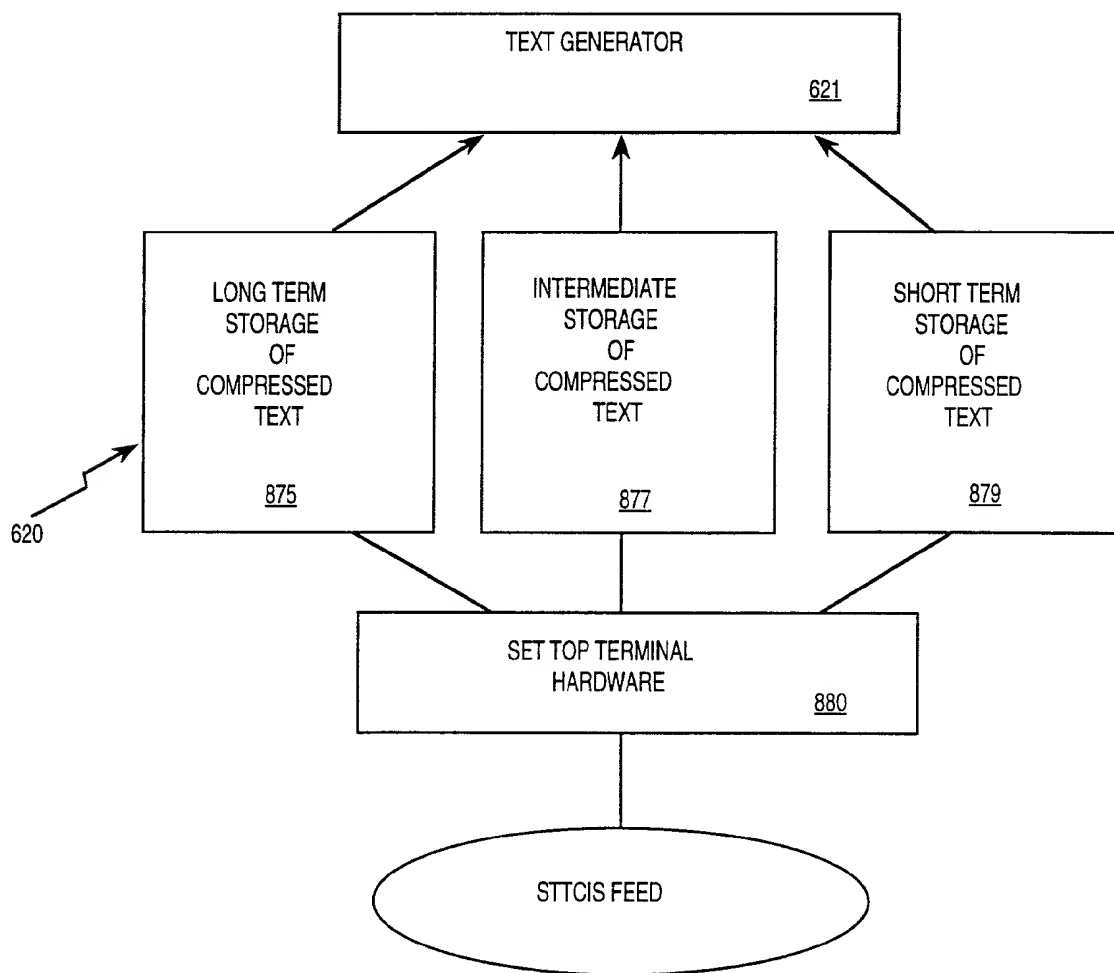 TEXT GENERATOR
621
LONG TERM
STORAGE
OF
COMPRESSED
TEXT
875
INTERMEDIATE
STORAGE
OF
COMPRESSED
TEXT
877
SHORT TERM
STORAGE
OF
COMPRESSED
TEXT
879
620
SET TOP TERMINAL
HARDWARE
880
STTCIS FEED